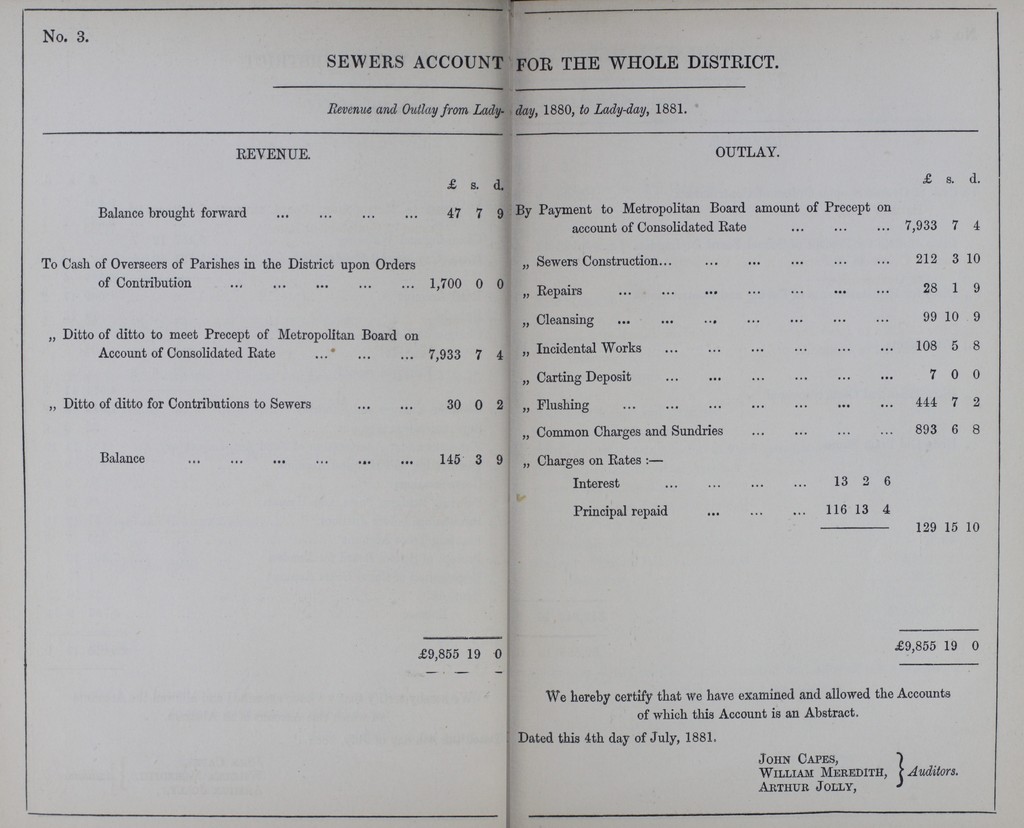 No. 3.
SEWERS ACCOUNT FOR THE WHOLE DISTRICT.
Revenue and Outlay from Lady-day, 1880, to Lady-day, 1881.
REVENUE.
£ s. d.
Balance brought forward ... ... ... ... 47 7 9
To Cash of Overseers of Parishes in the District upon Orders
of Contribution ... ... ... ... ... 1,700 0 0
„ Ditto of ditto to meet Precept of Metropolitan Board on
Account of Consolidated Rate ... ... ... 7,933 7 4
„ Ditto of ditto for Contributions to Sewers ... ... 30 0 2
Balance ... ... ... ... ... ... 145 3 9
£9,855 19 0
OUTLAY.
£ s. d.
By Payment to Metropolitan Board amount of Precept on
account of Consolidated Rate ... ... ... 7,933 7 4
„ Sewers Construction... ... ... ... ... ... 212 3 10
„ Repairs ... ... ... ... ... ... ... 28 1 9
„ Cleansing ... ... ... ... ... ... ... 99 10 9
„ Incidental Works ... ... ... ... ... ... 108 5 8
„ Carting Deposit ... ... ... ... ... ... 7 0 0
„ Flushing ... ... ... ... ... ... ... 444 7 2
„ Common Charges and Sundries ... ... ... ... 893 6 8
„ Charges on Rates :—
Interest ... ... ... ... 13 2 6
Principal repaid ... ... ... 116 13 4
129 15 10
£9,855 19 0
We hereby certify that we have examined and allowed the Accounts
of which this Account is an Abstract.
Dated this 4th day of July, 1881.
JOHN CAPES,
WILLIAM MEREDITH, } Auditors.
ARTHUR JOLLY,